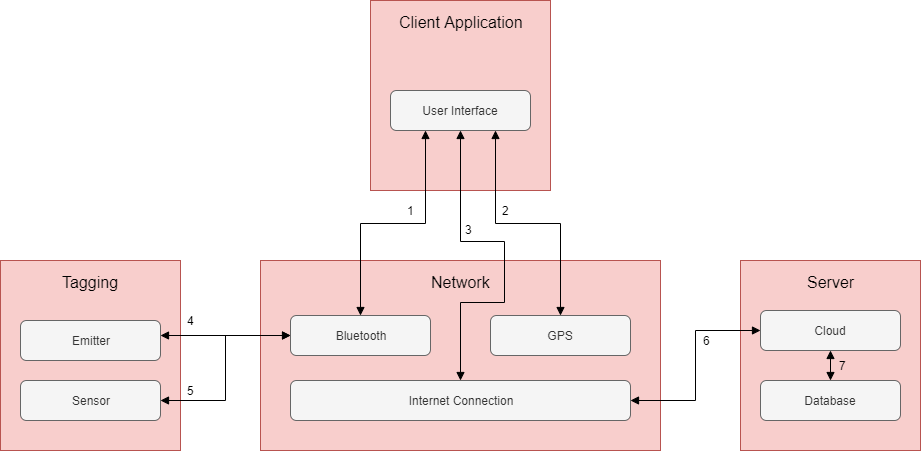 Client Application
User Interface
1
2
3
Tagging
Network
Server
4
Emitter
Bluetooth
GPS
6
Cloud
5
Sensor
Internet Connection
7
Database